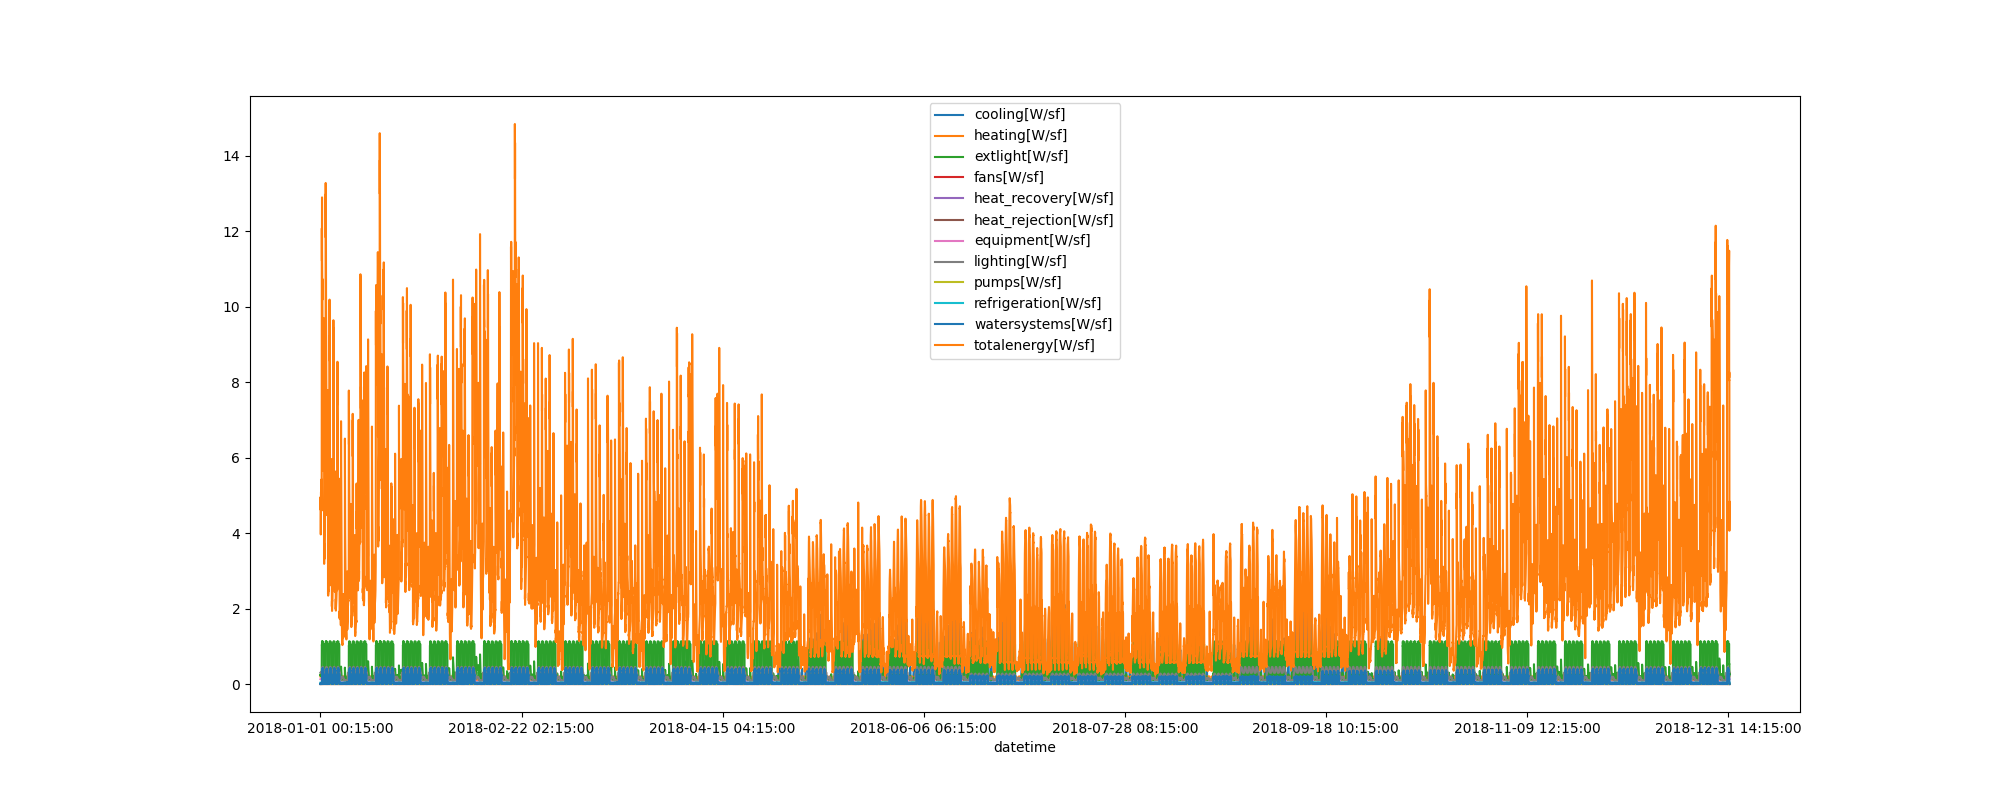 cooling[W/sf]
heating[W/sf]
extlight[W/sf]
fans[W/sf]
heat_recovery[W/sf]
heat_rejection[W/sf]
equipment[W/sf]
lighting[W/sf]
pumps[W/sf]
refrigeration[W/sf]
watersystems[W/sf]
totalenergy[W/sf]
14
12
10
8
6
4
2
0
2018-01-01 00:15:00
2018-02-22 02:15:00
2018-04-15 04:15:00
2018-06-06 06:15:00
2018-07-28 08:15:00
2018-09-18 10:15:00
2018-11-09 12:15:00
2018-12-31 14:15:00
datetime